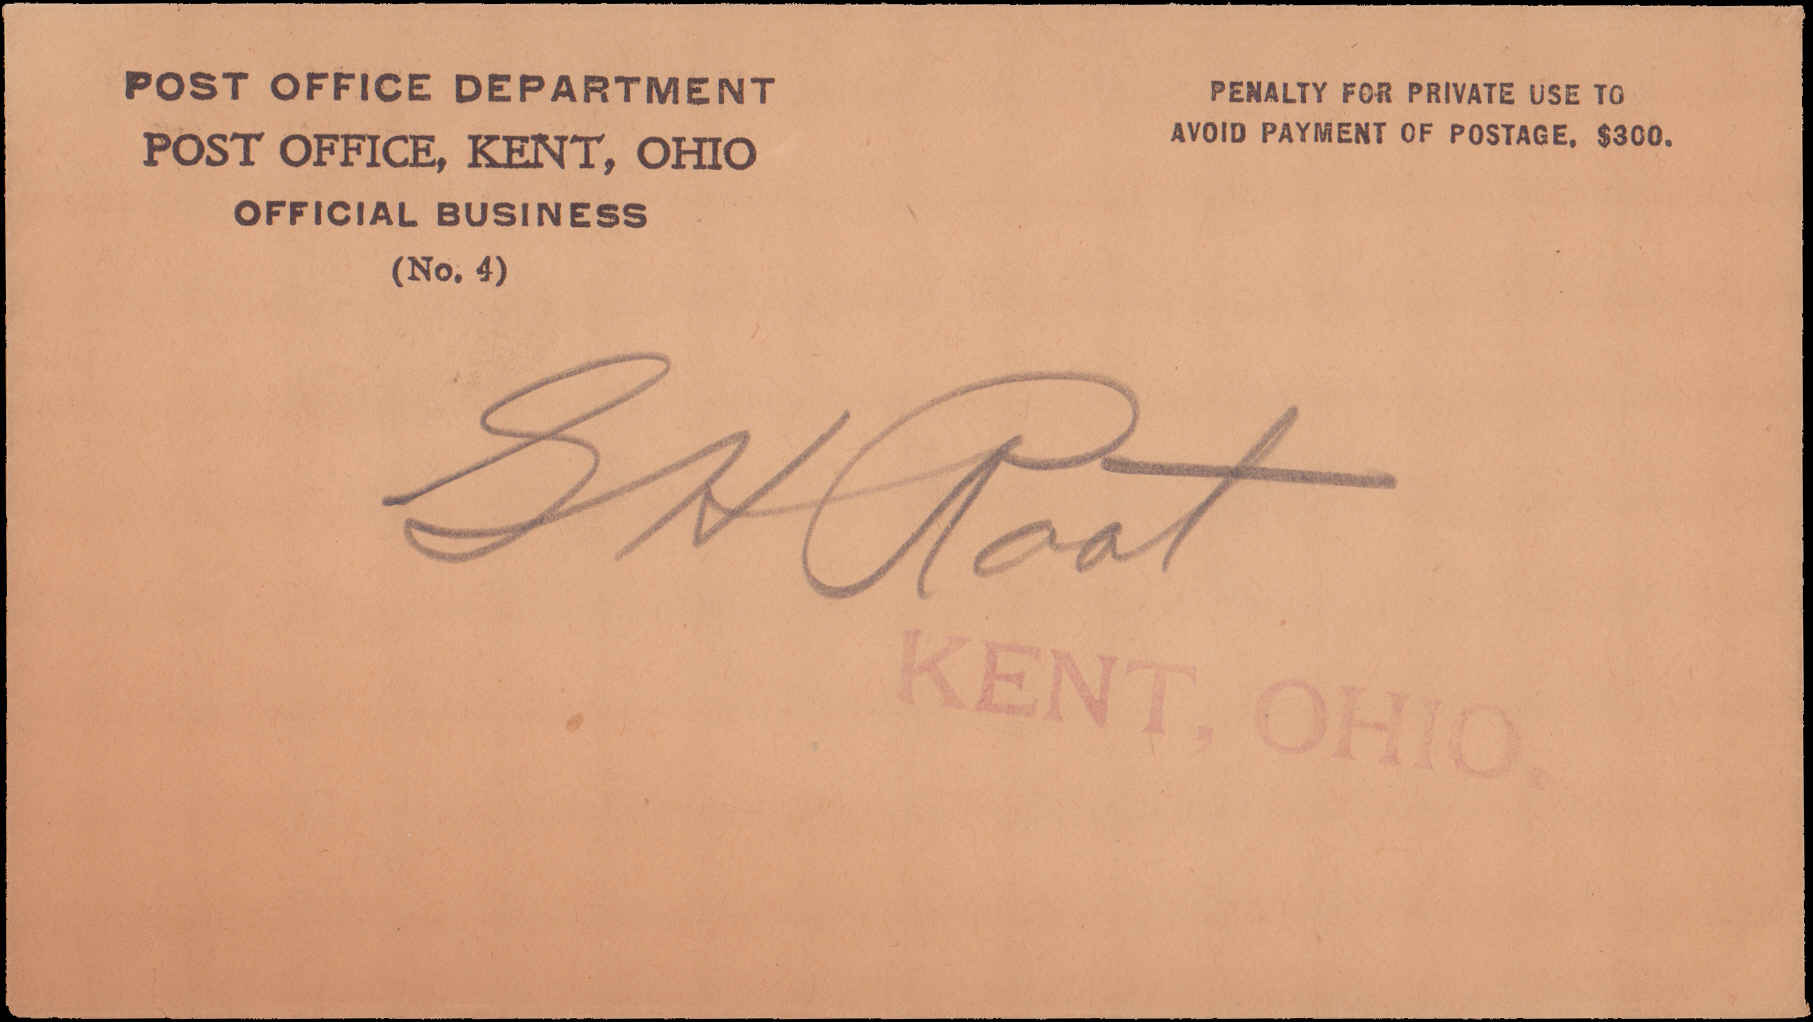 POST OFFICE DEPARTMENT
POST OFFICE, KENT, OHIO
OFFICIAL BUSINESS
(No. 4)
PENALTY FOR PRIVATE USE TO
AVOID PAYMENT OF POSTAGE, $300.
G H Root
KENT, OHIO.